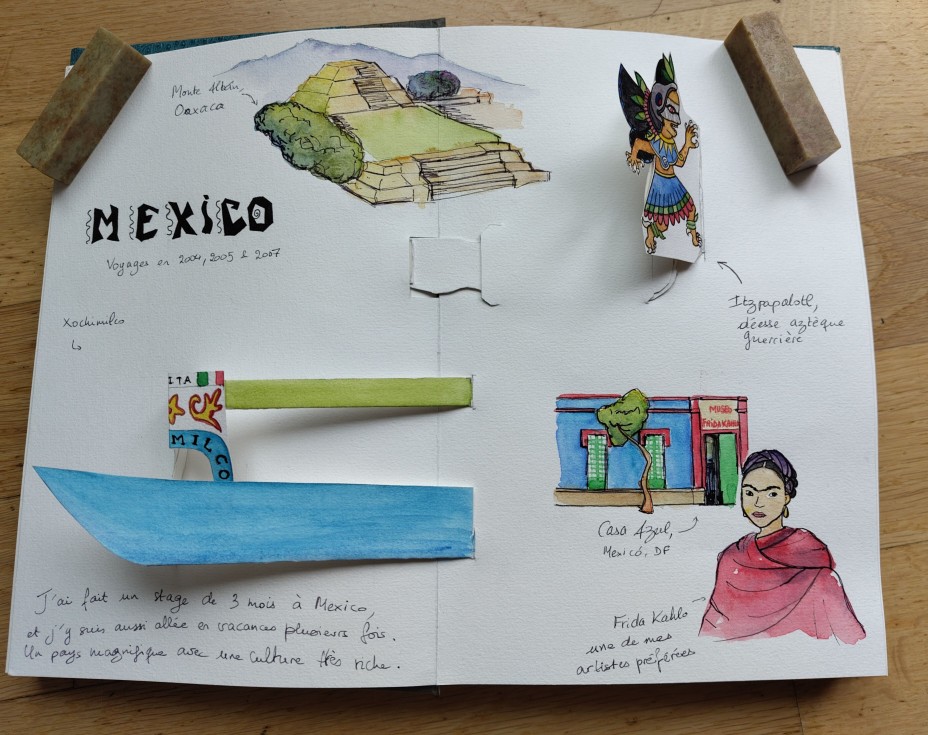 Monte Albán,
Oaxaca
MEXiCO
Voyages en 2004, 2005 & 2007
Itzpapalotl,
déesse aztèque
guerrière
Xochimilco
ITA
MILCO
MUSEO
FRiDA KAHLO
Casa Azul,
Mexicó, DF
J'ai fait un stage de 3 mois à Mexico,
et j'y suis aussi allée en vacances plusieurs fois.
Un pays magnifique avec une culture très riche.
Frida Kahlo
une de mes
artistes préférées